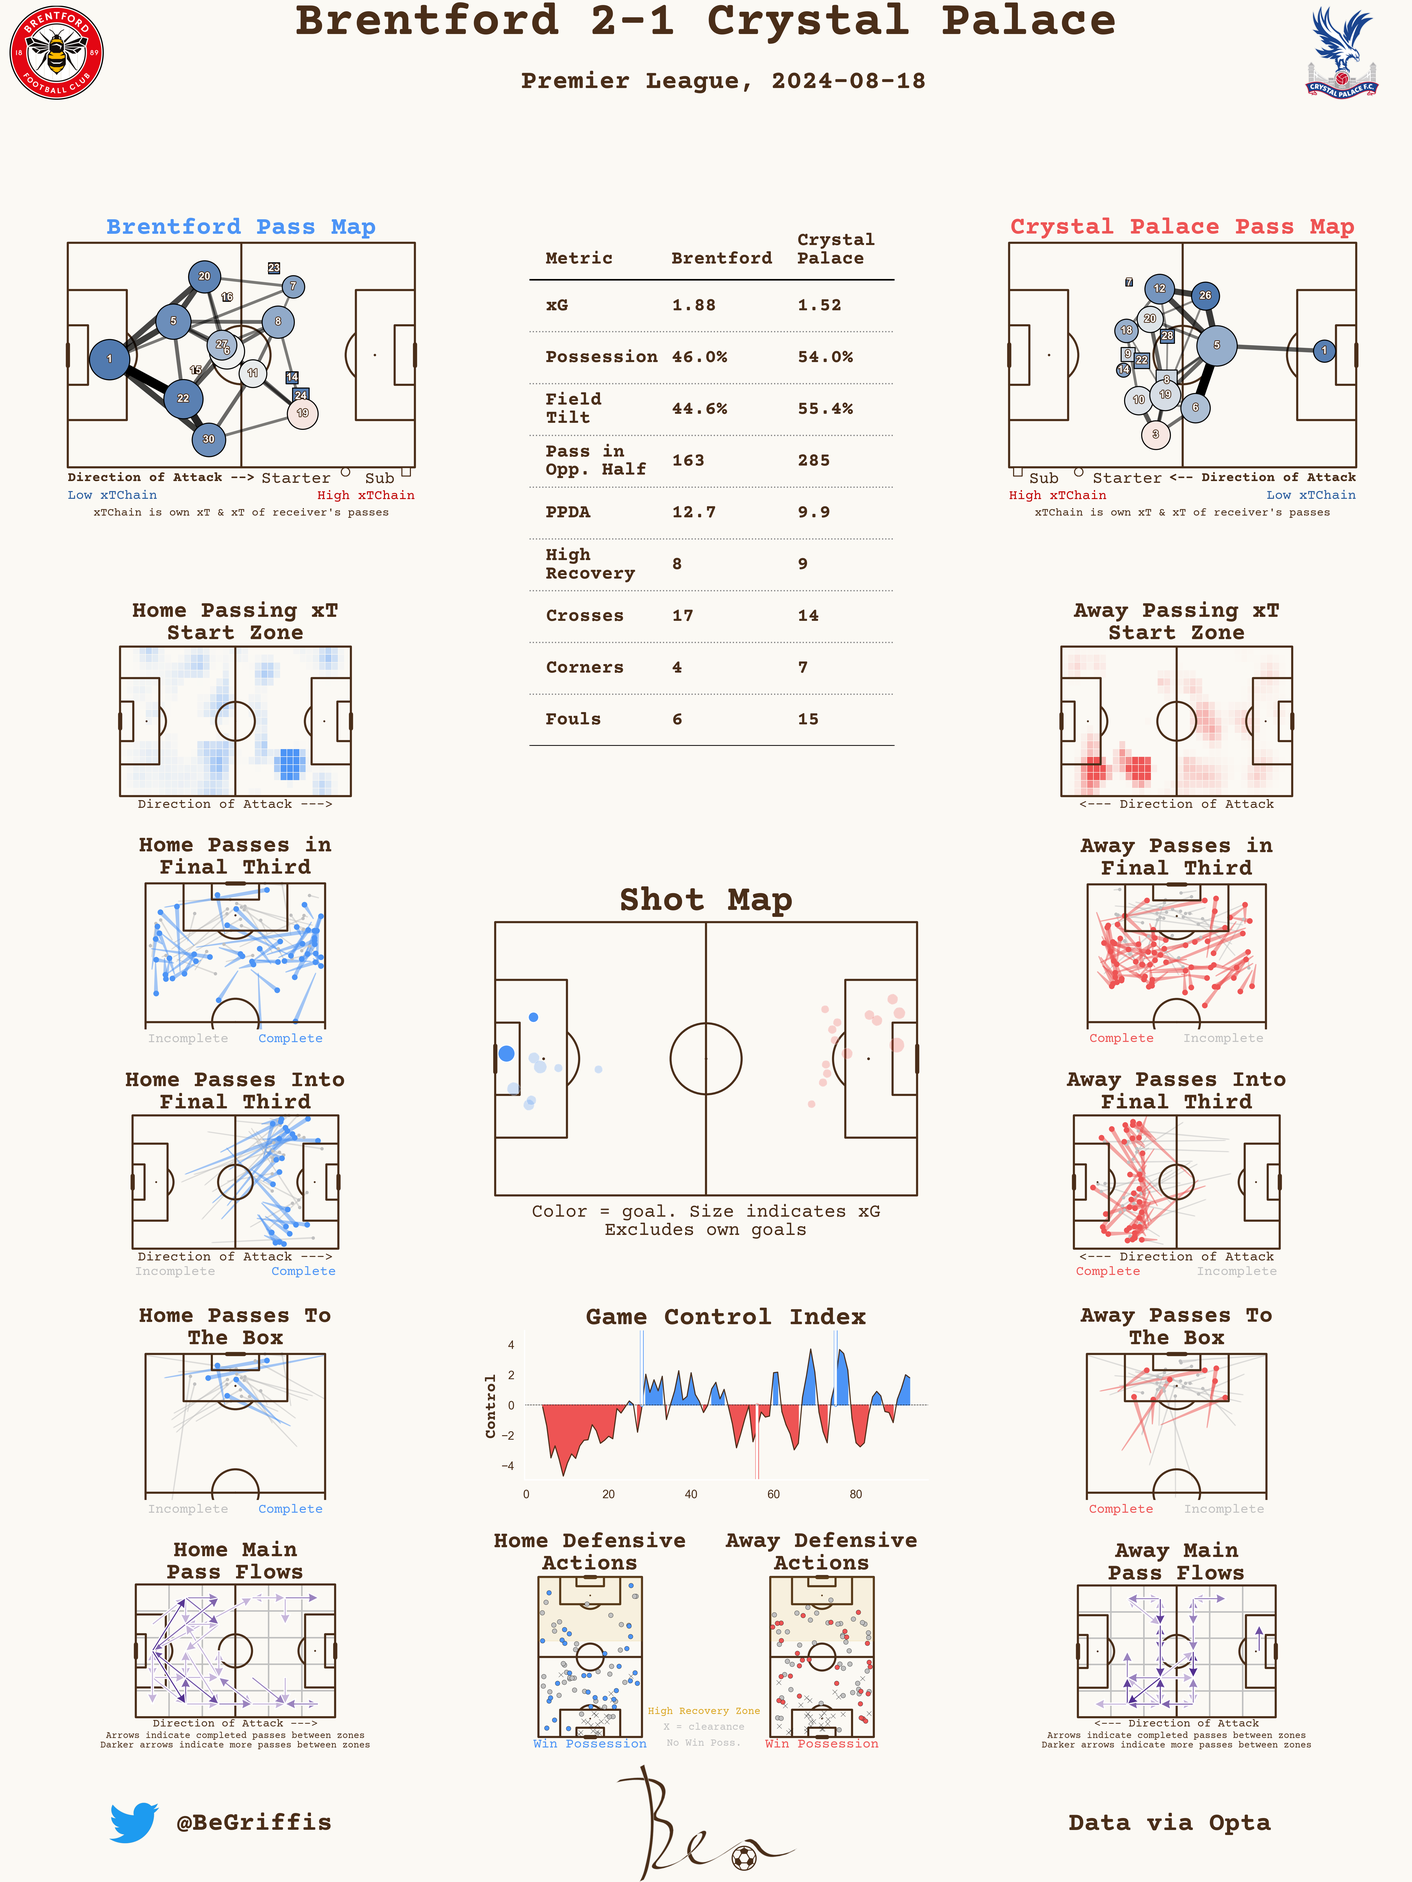 Brentford 2-1 Crystal Palace
Premier League, 2024-08-18
BRENTFORD
18 89
FOOTBALL CLUB
CRYSTAL PALACE F.C.
Brentford Pass Map
20
23
7
16
5
8
27
6
1
15
11
14
22
24
19
30
Direction of Attack --> Starter Sub
Low xTChain High xTChain
xTChain is own xT & xT of receiver's passes
Metric Brentford Crystal Palace
xG 1.88 1.52
Possession 46.0% 54.0%
Field Tilt 44.6% 55.4%
Pass in Opp. Half 163 285
PPDA 12.7 9.9
High Recovery 8 9
Crosses 17 14
Corners 4 7
Fouls 6 15
Crystal Palace Pass Map
7
12
26
20
18
28
5
9
22
1
14
8
10
19
6
3
Sub Starter <-- Direction of Attack
High xTChain Low xTChain
xTChain is own xT & xT of receiver's passes
Home Passing xT
Start Zone
Direction of Attack --->
Away Passing xT
Start Zone
<--- Direction of Attack
Home Passes in
Final Third
Incomplete Complete
Away Passes in
Final Third
Complete Incomplete
Shot Map
Color = goal. Size indicates xG
Excludes own goals
Home Passes Into
Final Third
Direction of Attack --->
Incomplete Complete
Away Passes Into
Final Third
<--- Direction of Attack
Complete Incomplete
Home Passes To
The Box
Incomplete Complete
Game Control Index
Control
4
2
0
−2
−4
0 20 40 60 80
Away Passes To
The Box
Complete Incomplete
Home Main
Pass Flows
Direction of Attack --->
Arrows indicate completed passes between zones
Darker arrows indicate more passes between zones
Home Defensive
Actions
Win Possession
High Recovery Zone
X = clearance
No Win Poss.
Away Defensive
Actions
Win Possession
Away Main
Pass Flows
<--- Direction of Attack
Arrows indicate completed passes between zones
Darker arrows indicate more passes between zones
@BeGriffis
Ben
Data via Opta